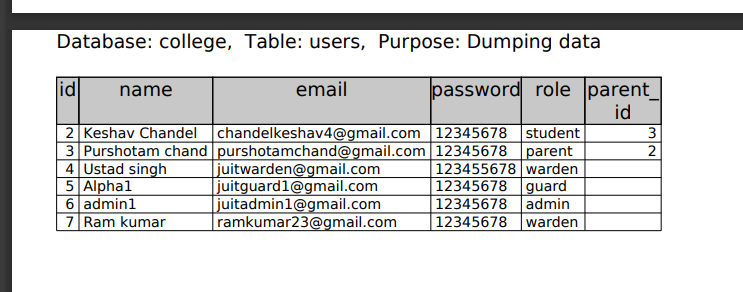 Database: college, Table: users, Purpose: Dumping data
id name email password role parent_
id
2 Keshav Chandel chandelkeshav4@gmail.com 12345678 student 3
3 Purshotam chand purshotamchand@gmail.com 12345678 parent 2
4 Ustad singh juitwarden@gmail.com 123455678 warden
5 Alpha1 juitguard1@gmail.com 12345678 guard
6 admin1 juitadmin1@gmail.com 12345678 admin
7 Ram kumar ramkumar23@gmail.com 12345678 warden